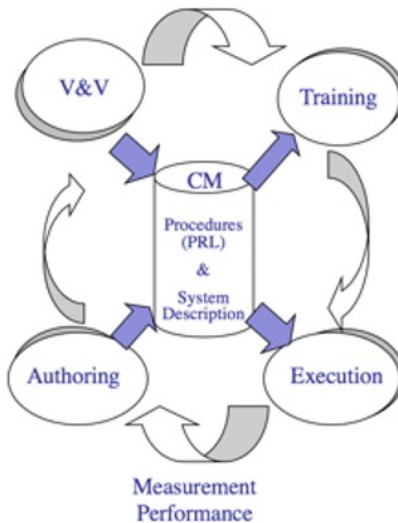 V&V
Training
CM
Procedures
(PRL)
&
System
Description
Authoring
Execution
Measurement
Performance